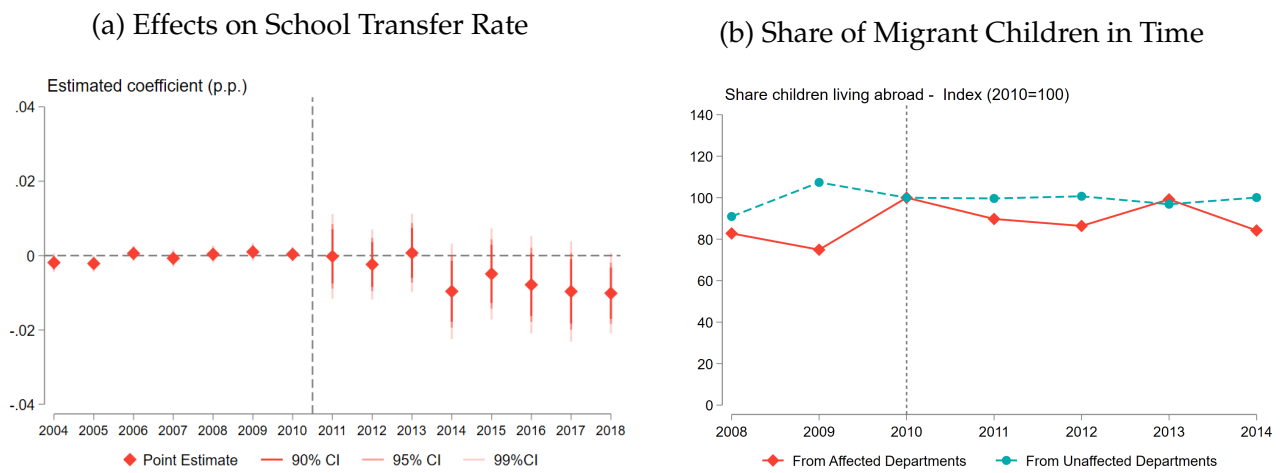 (a) Effects on School Transfer Rate
Estimated coefficient (p.p.)
.04
.02
0
-.02
-.04
2004 2005 2006 2007 2008 2009 2010 2011 2012 2013 2014 2015 2016 2017 2018
Point Estimate 90% CI 95% CI 99%CI
(b) Share of Migrant Children in Time
Share children living abroad - Index (2010=100)
140
120
100
80
60
40
20
0
2008 2009 2010 2011 2012 2013 2014
From Affected Departments From Unaffected Departments